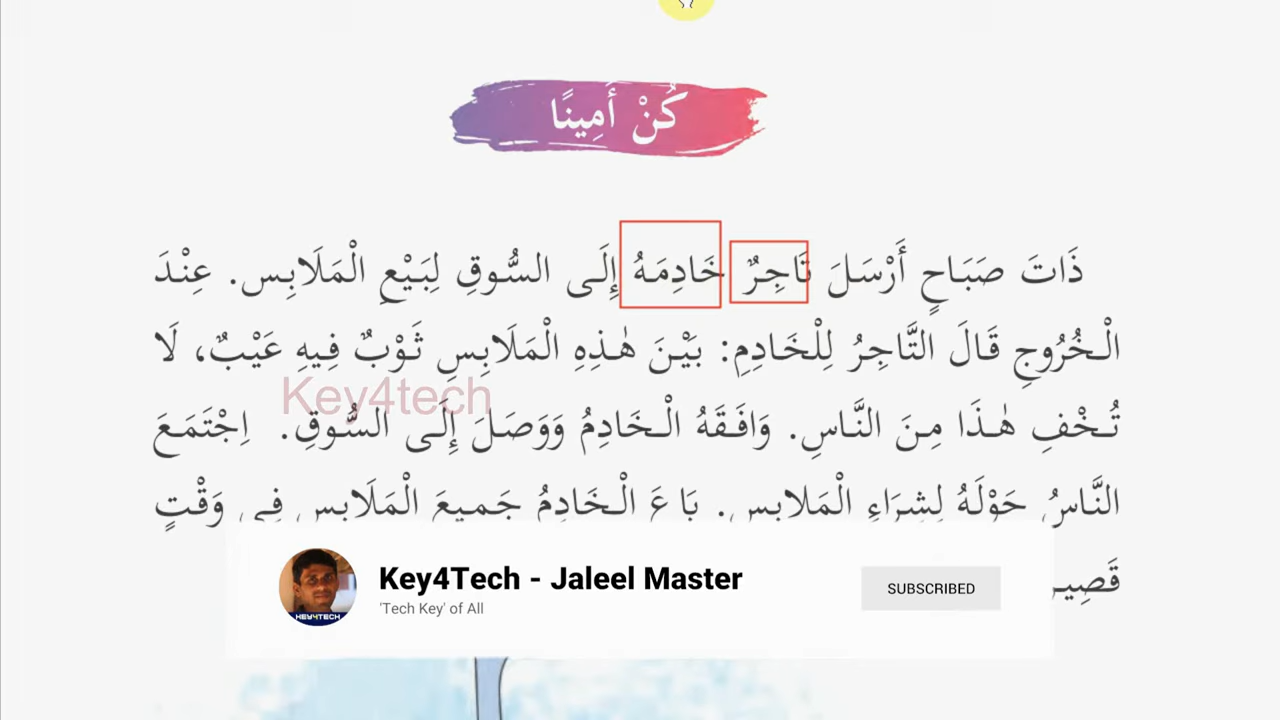 كُنْ أَمِينًا
ذَاتَ صَبَاحٍ أَرْسَلَ تَاجِرٌ خَادِمَهُ إِلَى السُّوقِ لِبَيْعِ الْمَلَابِس. عِنْدَ
الْخُرُوجِ قَالَ التَّاجِرُ لِلْخَادِمِ: بَيْنَ هٰذِهِ الْمَلَابِسِ ثَوْبٌ فِيهِ عَيْبٌ، لَا
Key4tech
تُخْفِ هٰذَا مِنَ النَّاسِ. وَافَقَهُ الْخَادِمُ وَوَصَلَ إِلَى السُّوقِ. اِجْتَمَعَ
النَّاسُ حَوْلَهُ لِشِرَاءِ الْمَلابِسِ. بَاعَ الْخَادِمُ جَمِيعَ الْمَلَابِسِ فِي وَقْتٍ
Key4Tech - Jaleel Master
'Tech Key' of All
SUBSCRIBED
KEY4TECH